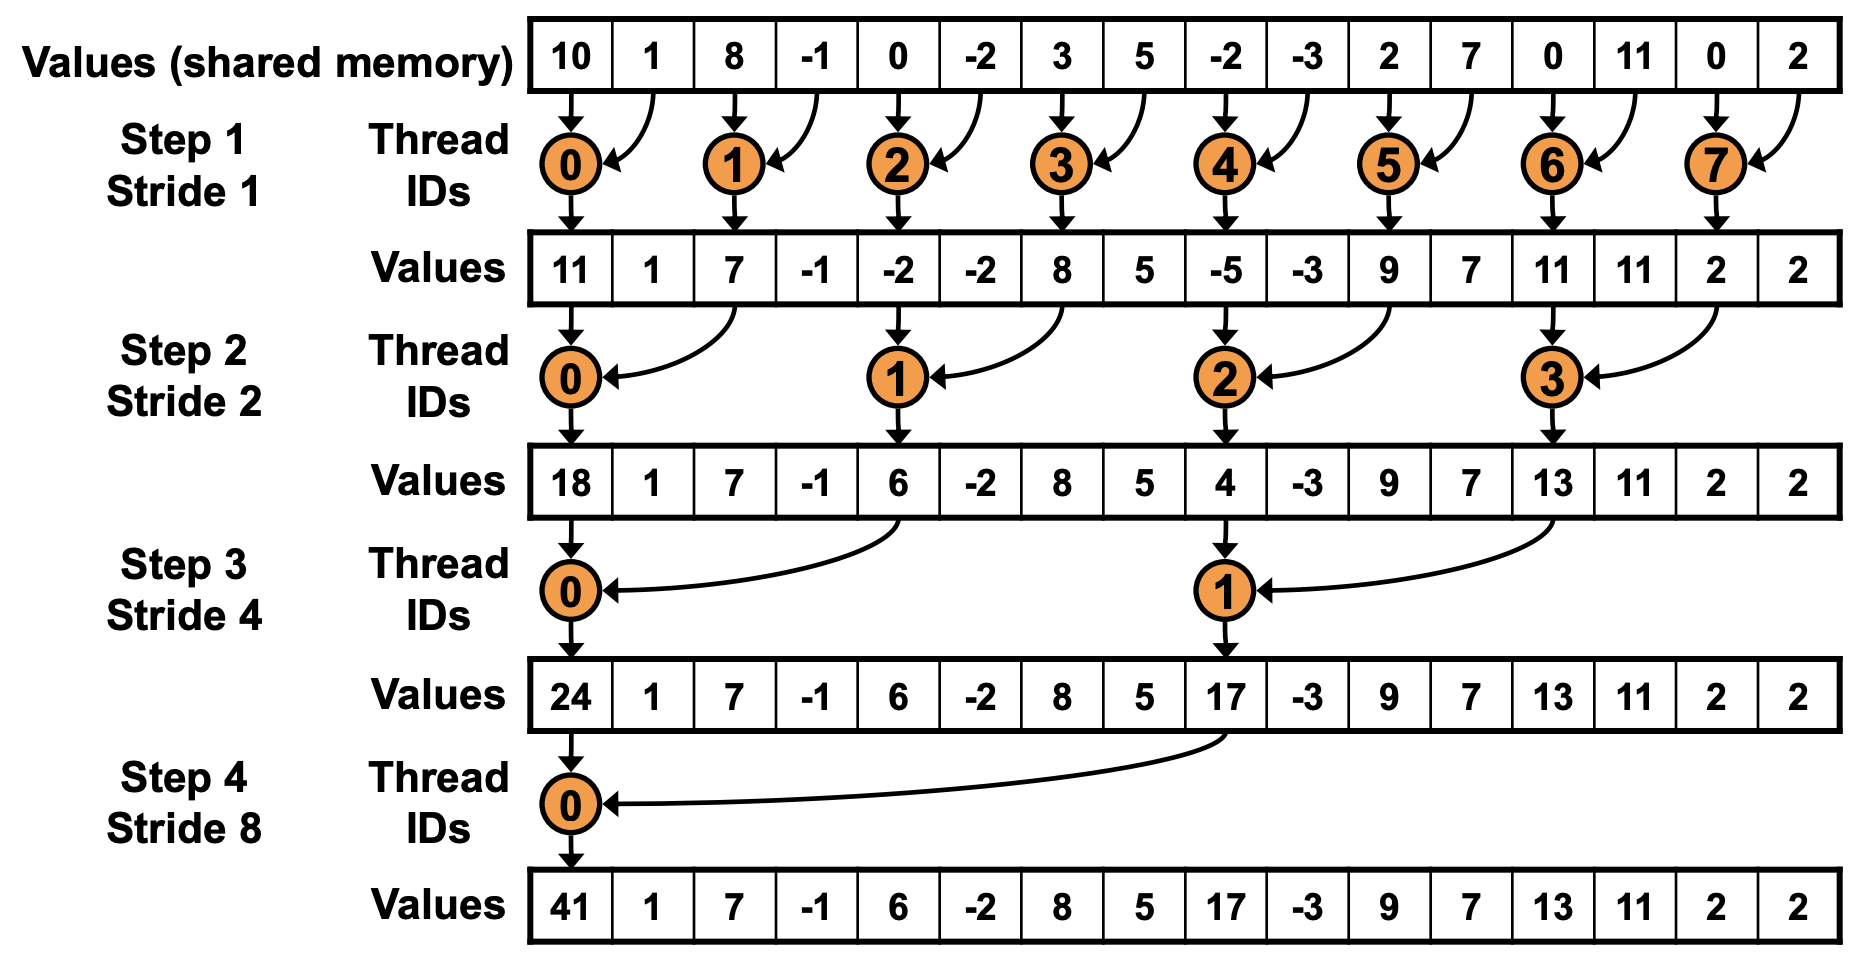 Values (shared memory) 10 1 8 -1 0 -2 3 5 -2 -3 2 7 0 11 0 2
Step 1 Thread
0 1 2 3 4 5 6 7
Stride 1 IDs
Values 11 1 7 -1 -2 -2 8 5 -5 -3 9 7 11 11 2 2
Step 2 Thread
0 1 2 3
Stride 2 IDs
Values 18 1 7 -1 6 -2 8 5 4 -3 9 7 13 11 2 2
Step 3 Thread
0 1
Stride 4 IDs
Values 24 1 7 -1 6 -2 8 5 17 -3 9 7 13 11 2 2
Step 4 Thread
0
Stride 8 IDs
Values 41 1 7 -1 6 -2 8 5 17 -3 9 7 13 11 2 2